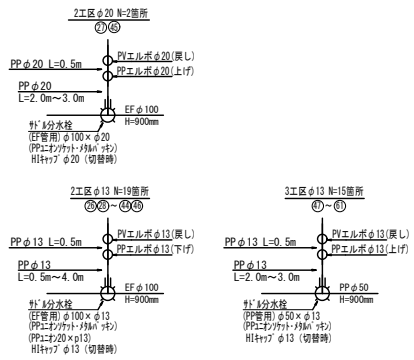 2工区φ20 N=2箇所
㉗㊺
PVエルボφ20(戻し)
PPφ20 L=0.5m
PPエルボφ20(上げ)
PPφ20
L=2.0m～3.0m
EFφ100
H=900mm
サドル分水栓
(EF管用)φ100×φ20
(PPユニオンソケット・メタルパッキン)
HIキャップφ20 (切替時)
2工区φ13 N=19箇所
㉖㉘～㊹㊻
PVエルボφ13(戻し)
PPφ13 L=0.5m
PPエルボφ13(下げ)
PPφ13
L=0.5m～4.0m
EFφ100
H=900mm
サドル分水栓
(EF管用)φ100×φ13
(PPユニオンソケット・メタルパッキン)
(PPユニオン20×p13)
HIキャップφ13 (切替時)
3工区φ13 N=15箇所
㊼～61
PVエルボφ13(戻し)
PPφ13 L=0.5m
PPエルボφ13(上げ)
PPφ13
L=2.0m～3.0m
PPφ50
H=900mm
サドル分水栓
(PP管用)φ50×φ13
(PPユニオンソケット・メタルパッキン)
HIキャップφ13 (切替時)